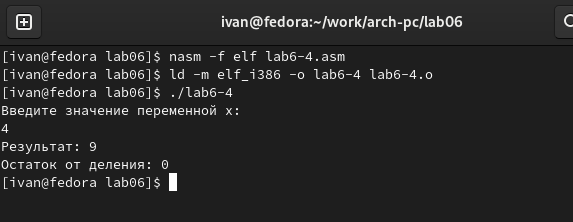 ivan@fedora:~/work/arch-pc/lab06
[ivan@fedora lab06]$ nasm -f elf lab6-4.asm
[ivan@fedora lab06]$ ld -m elf_i386 -o lab6-4 lab6-4.o
[ivan@fedora lab06]$ ./lab6-4
Введите значение переменной x:
4
Результат: 9
Остаток от деления: 0
[ivan@fedora lab06]$